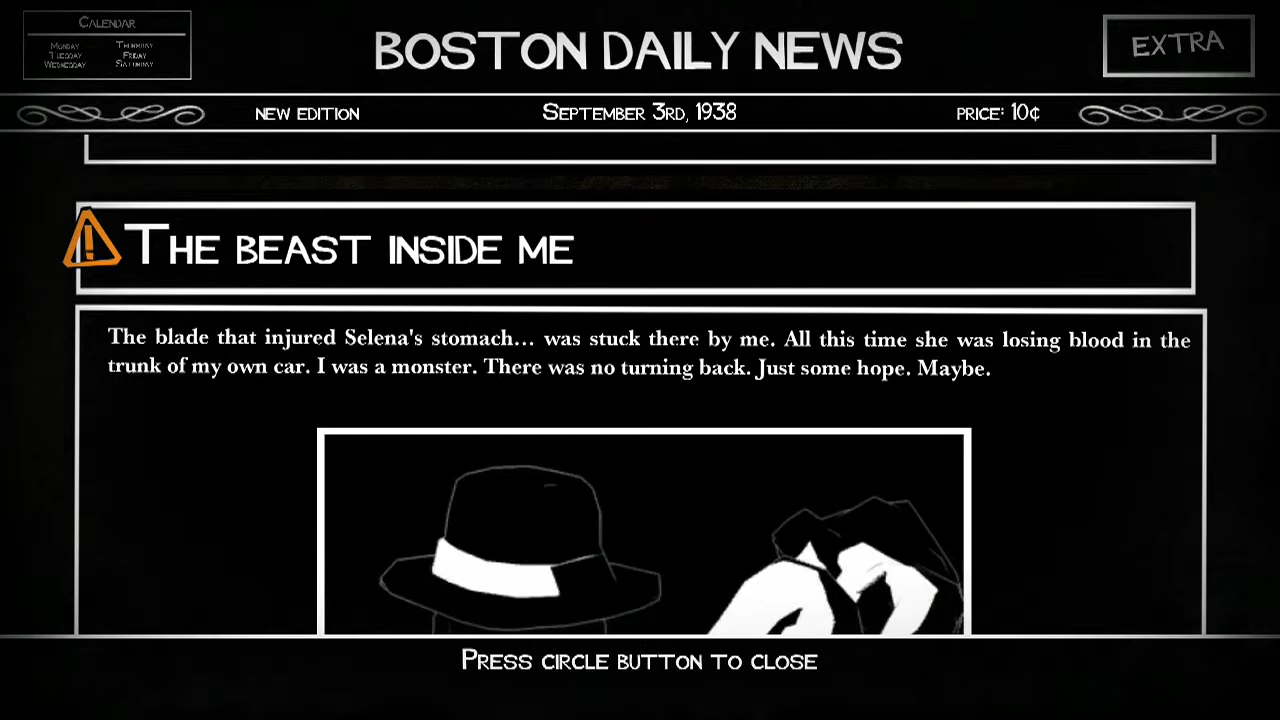 CALENDAR
MONDAY THURSDAY
TUESDAY FRIDAY
WEDNESDAY SATURDAY
BOSTON DAILY NEWS
EXTRA
NEW EDITION SEPTEMBER 3RD, 1938 PRICE: 10¢
THE BEAST INSIDE ME
The blade that injured Selena's stomach... was stuck there by me. All this time she was losing blood in the
trunk of my own car. I was a monster. There was no turning back. Just some hope. Maybe.
PRESS CIRCLE BUTTON TO CLOSE